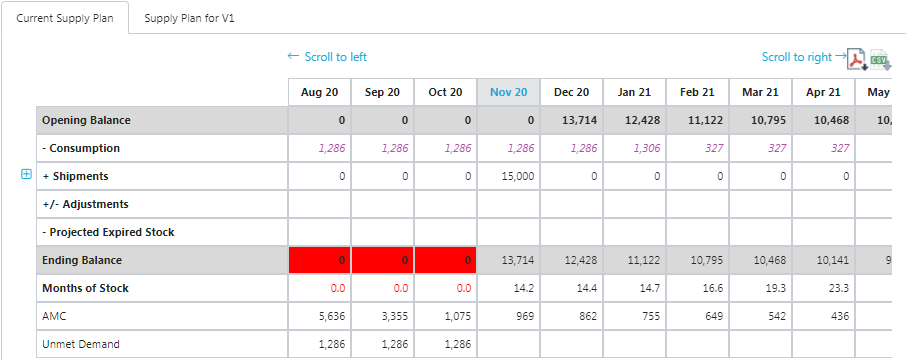 Current Supply Plan Supply Plan for V1
← Scroll to left Scroll to right → CSV
Aug 20 Sep 20 Oct 20 Nov 20 Dec 20 Jan 21 Feb 21 Mar 21 Apr 21 May
Opening Balance 0 0 0 0 13,714 12,428 11,122 10,795 10,468 10,
- Consumption 1,286 1,286 1,286 1,286 1,286 1,306 327 327 327
+ Shipments 0 0 0 15,000 0 0 0 0 0
+/- Adjustments
- Projected Expired Stock
Ending Balance 0 0 0 13,714 12,428 11,122 10,795 10,468 10,141 9
Months of Stock 0.0 0.0 0.0 14.2 14.4 14.7 16.6 19.3 23.3
AMC 5,636 3,355 1,075 969 862 755 649 542 436
Unmet Demand 1,286 1,286 1,286